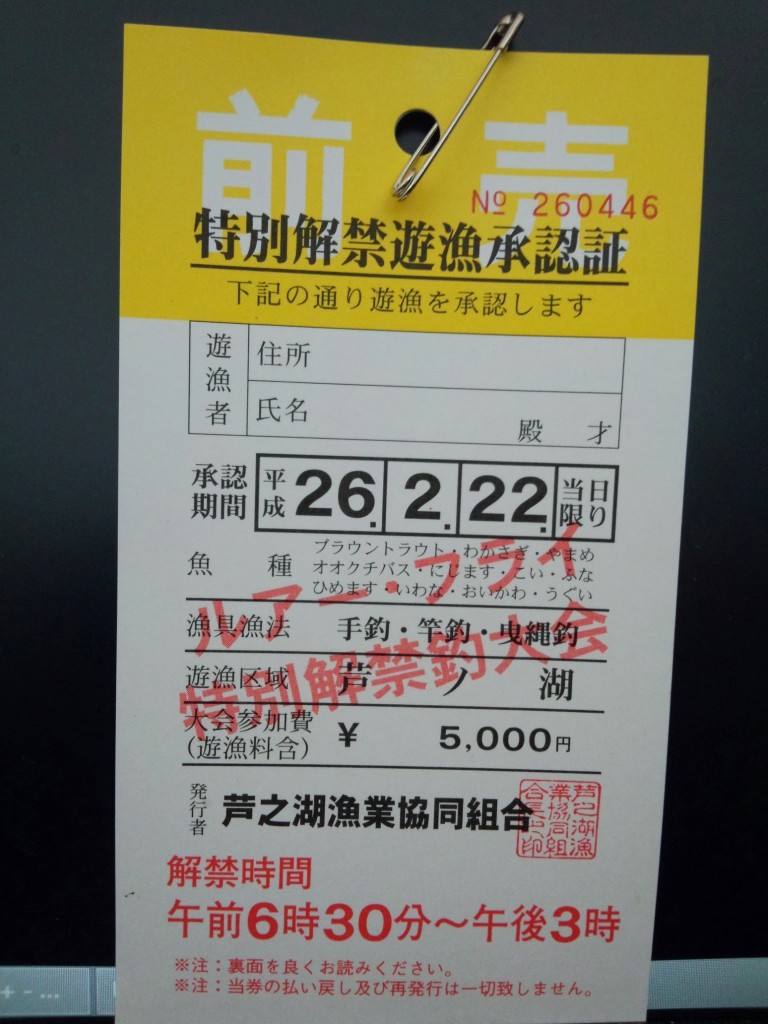 前売
№ 260446
特別解禁遊漁承認証
下記の通り遊漁を承認します
遊漁者
住所
氏名
殿 才
承認期間
平成 26. 2. 22. 当日限り
魚種
ブラウントラウト・わかさぎ・やまめ
オオクチバス・にじます・こい・ふな
ひめます・いわな・おいかわ・うぐい
ルアー・フライ
特別解禁釣大会
漁具漁法 手釣・竿釣・曳縄釣
遊漁区域 芦ノ湖
大会参加費
(遊漁料含) ¥ 5,000円
発行者 芦之湖漁業協同組合
芦之湖漁
業協同組
合長之印
解禁時間
午前6時30分～午後3時
※注：裏面を良くお読みください。
※注：当券の払い戻し及び再発行は一切致しません。